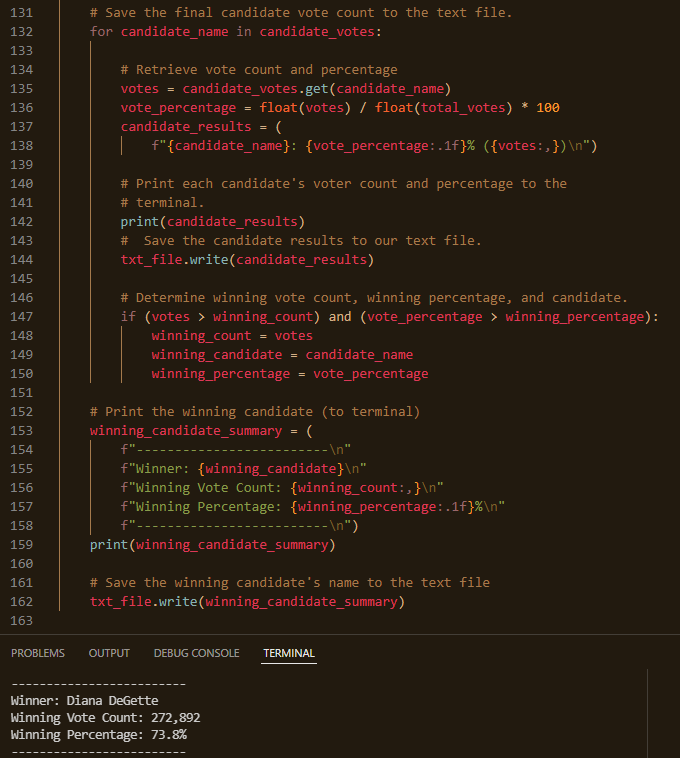 131 # Save the final candidate vote count to the text file.
132 for candidate_name in candidate_votes:
133
134 # Retrieve vote count and percentage
135 votes = candidate_votes.get(candidate_name)
136 vote_percentage = float(votes) / float(total_votes) * 100
137 candidate_results = (
138 f"{candidate_name}: {vote_percentage:.1f}% ({votes:,})\n")
139
140 # Print each candidate's voter count and percentage to the
141 # terminal.
142 print(candidate_results)
143 #  Save the candidate results to our text file.
144 txt_file.write(candidate_results)
145
146 # Determine winning vote count, winning percentage, and candidate.
147 if (votes > winning_count) and (vote_percentage > winning_percentage):
148 winning_count = votes
149 winning_candidate = candidate_name
150 winning_percentage = vote_percentage
151
152 # Print the winning candidate (to terminal)
153 winning_candidate_summary = (
154 f"-------------------------\n"
155 f"Winner: {winning_candidate}\n"
156 f"Winning Vote Count: {winning_count:,}\n"
157 f"Winning Percentage: {winning_percentage:.1f}%\n"
158 f"-------------------------\n")
159 print(winning_candidate_summary)
160
161 # Save the winning candidate's name to the text file
162 txt_file.write(winning_candidate_summary)
163
PROBLEMS OUTPUT DEBUG CONSOLE TERMINAL
-------------------------
Winner: Diana DeGette
Winning Vote Count: 272,892
Winning Percentage: 73.8%
-------------------------